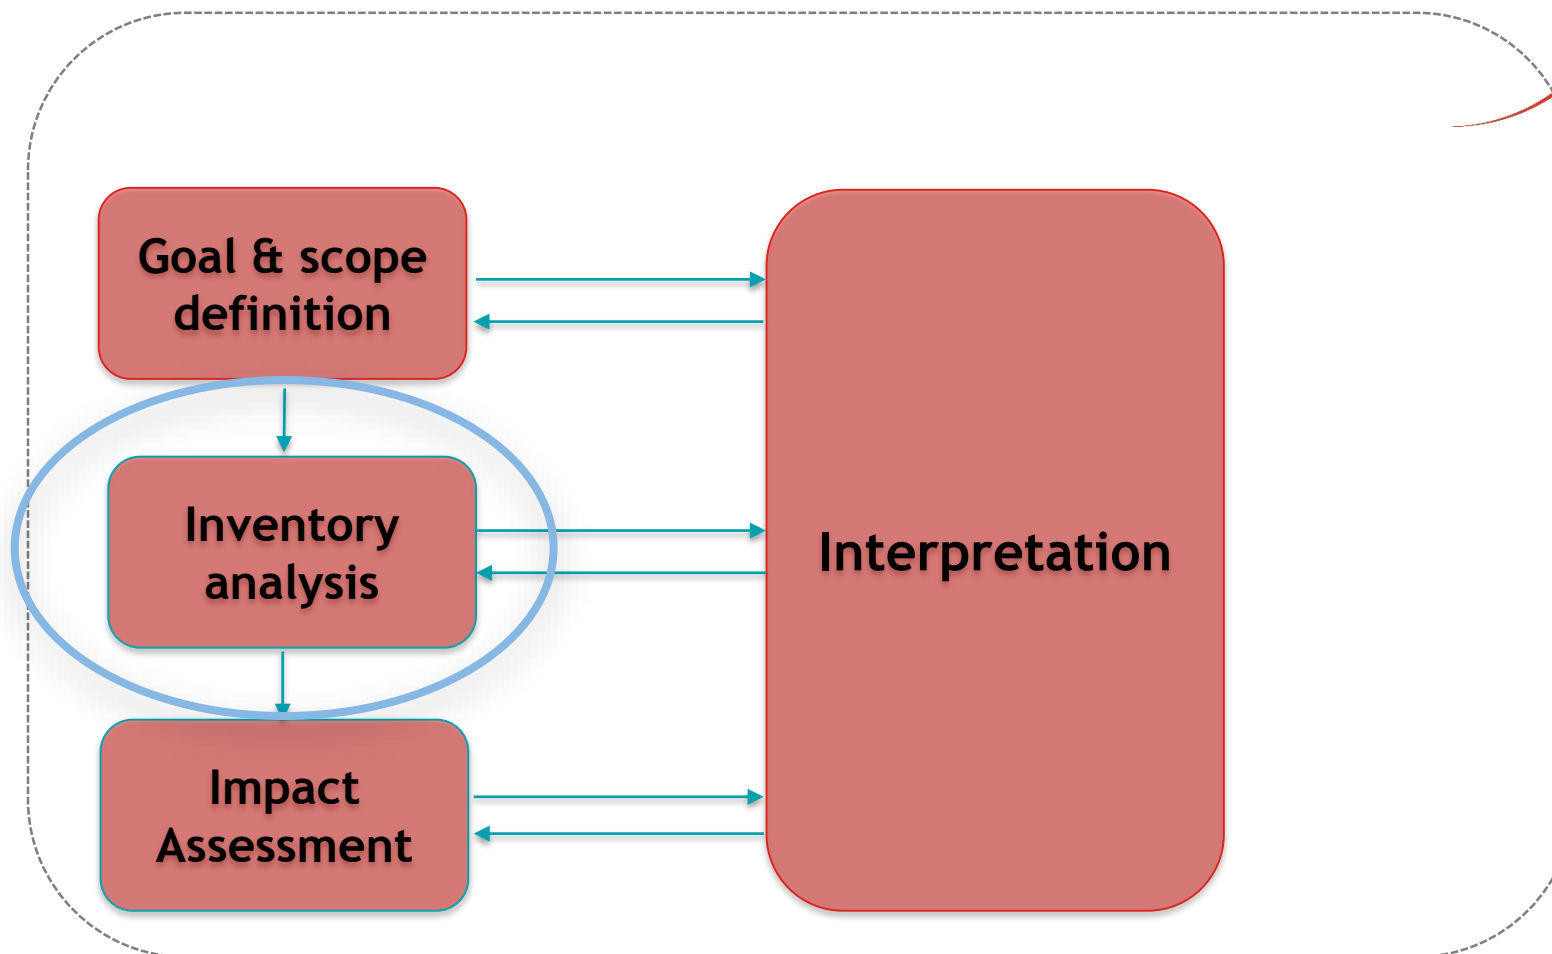 Goal & scope
definition
Inventory
analysis
Interpretation
Impact
Assessment